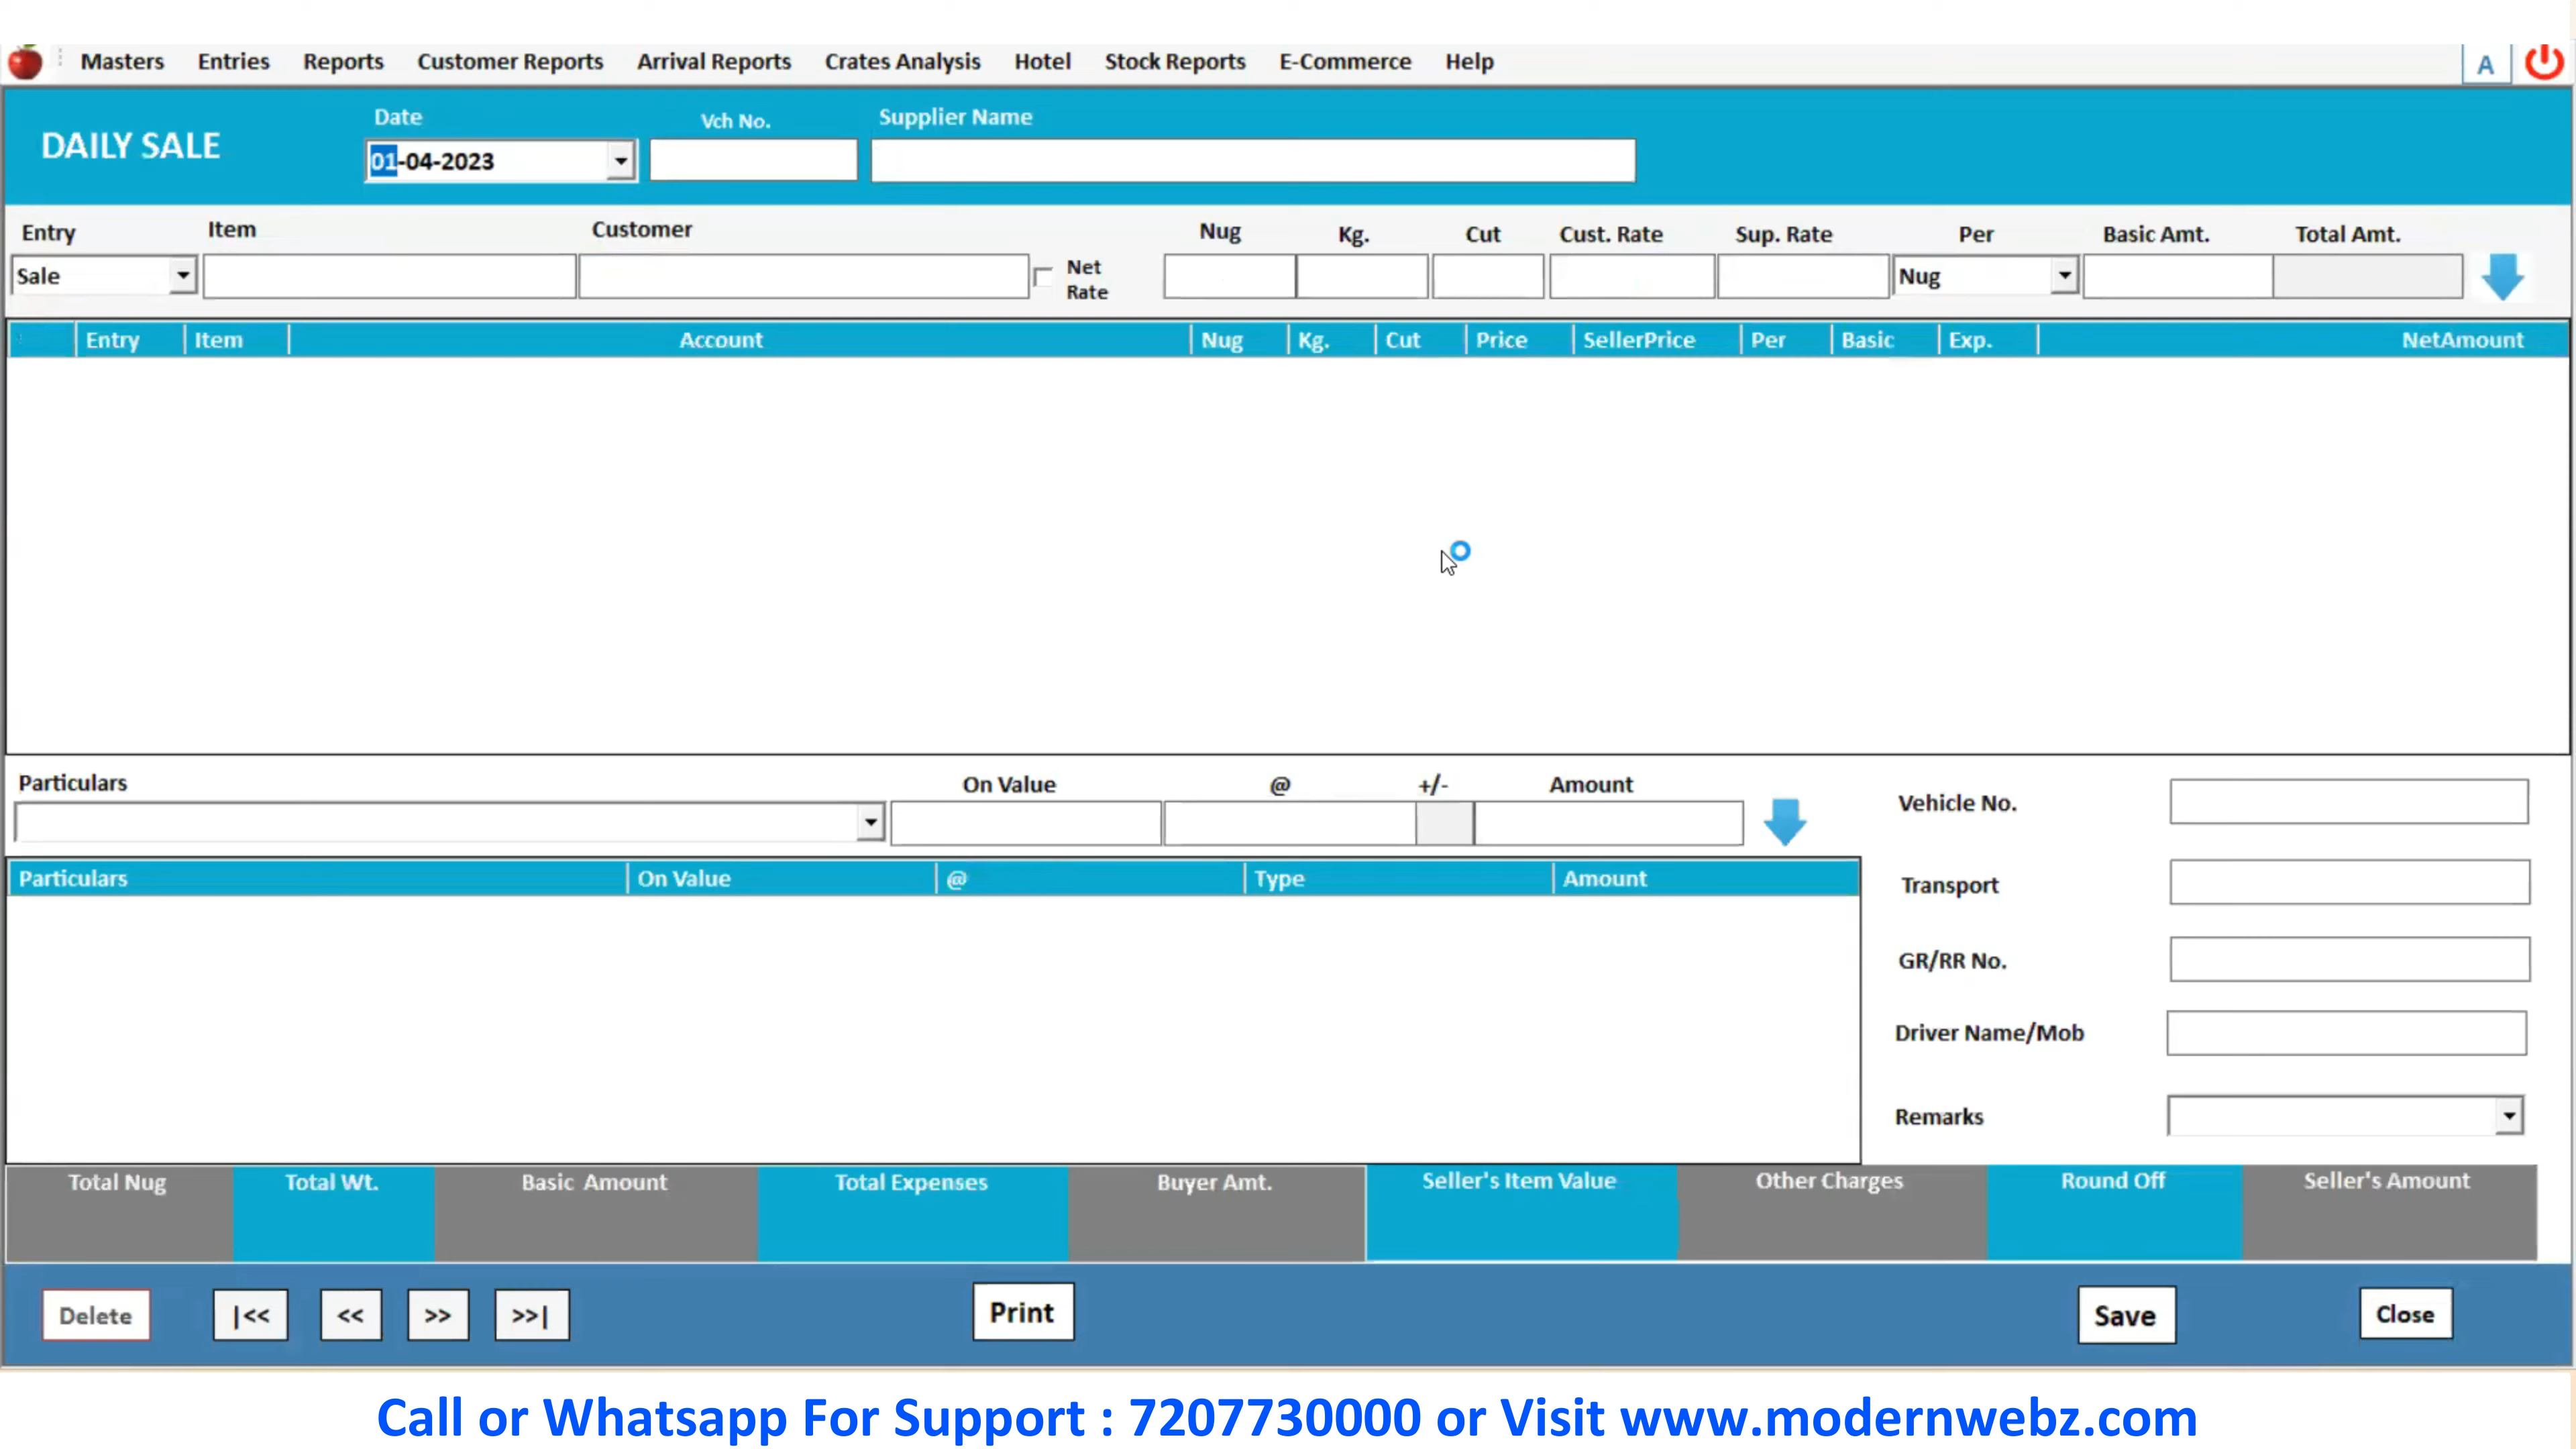 Masters Entries Reports Customer Reports Arrival Reports Crates Analysis Hotel Stock Reports E-Commerce Help A
DAILY SALE
Date Vch No. Supplier Name
01-04-2023
Entry Item Customer Nug Kg. Cut Cust. Rate Sup. Rate Per Basic Amt. Total Amt.
Sale Net Rate Nug
Entry Item Account Nug Kg. Cut Price SellerPrice Per Basic Exp. NetAmount
Particulars On Value @ +/- Amount
Vehicle No.
Particulars On Value @ Type Amount
Transport
GR/RR No.
Driver Name/Mob
Remarks
Total Nug Total Wt. Basic Amount Total Expenses Buyer Amt. Seller's Item Value Other Charges Round Off Seller's Amount
Delete |<< << >> >>| Print Save Close
Call or Whatsapp For Support : 7207730000 or Visit www.modernwebz.com